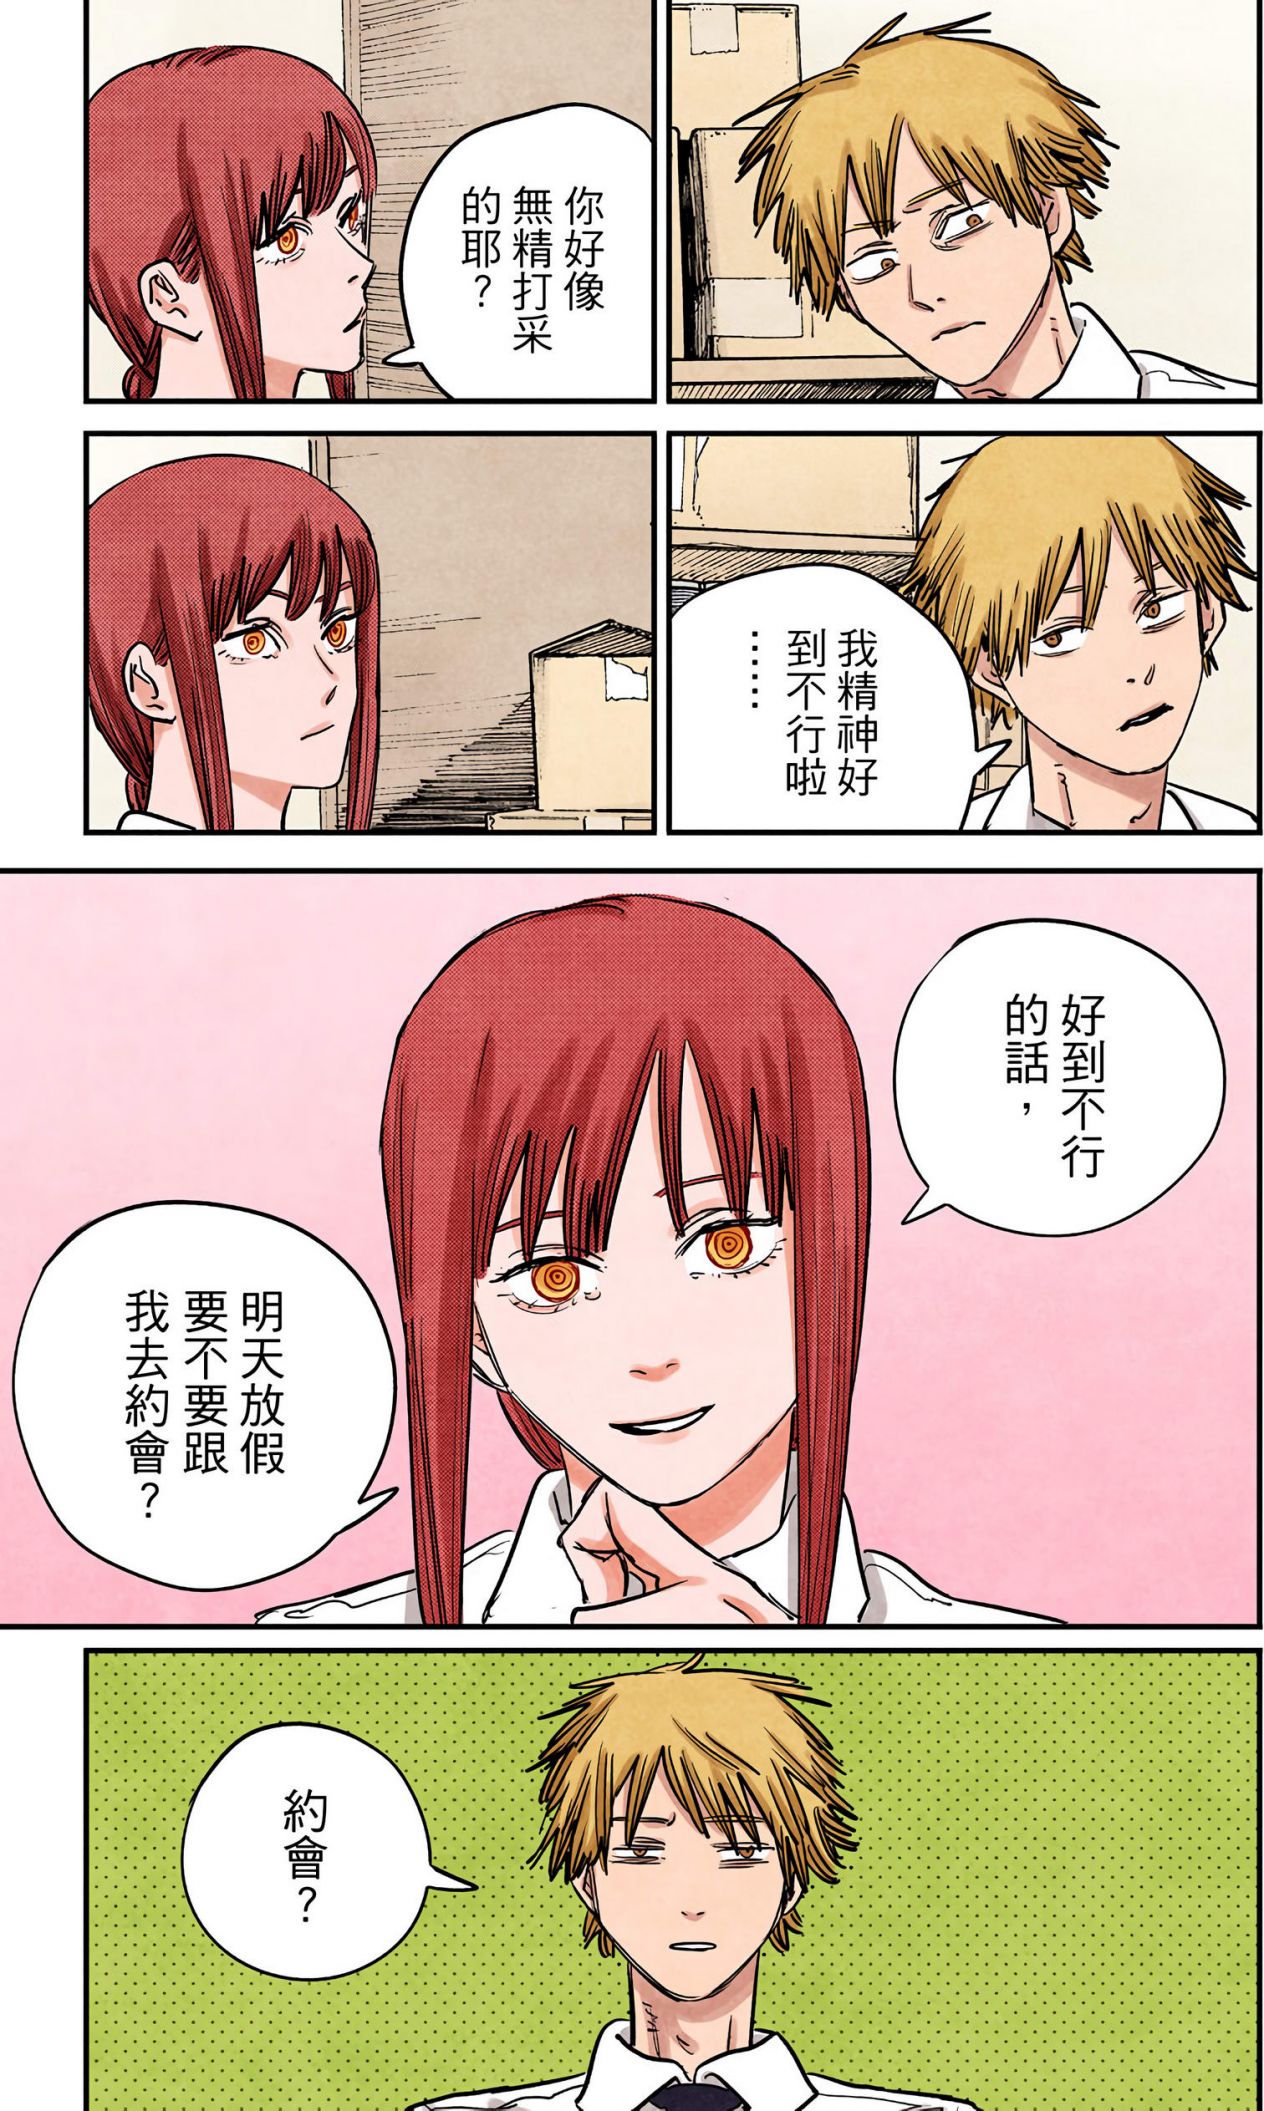 你好像
無精打采
的耶？
我精神好
到不行啦
⋯⋯
好到不行
的話，
明天放假
要不要跟
我去約會？
約會？